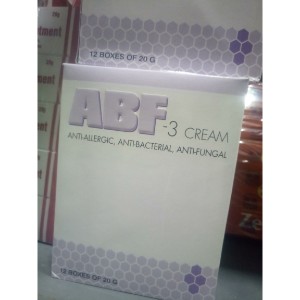 12 BOXES OF 20 G
ABF-3 CREAM
ANTI-ALLERGIC, ANTI-BACTERIAL, ANTI-FUNGAL
12 BOXES OF 20 G